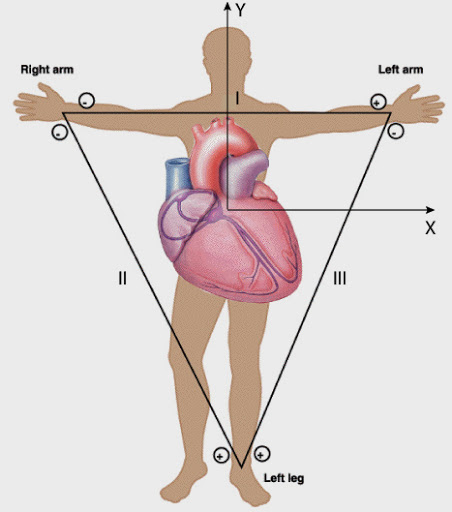 Y
Right arm
Left arm
-
I
+
-
-
X
II
III
+
+
Left leg